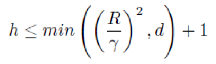 h ≤ min ( ( R / γ )² , d ) + 1